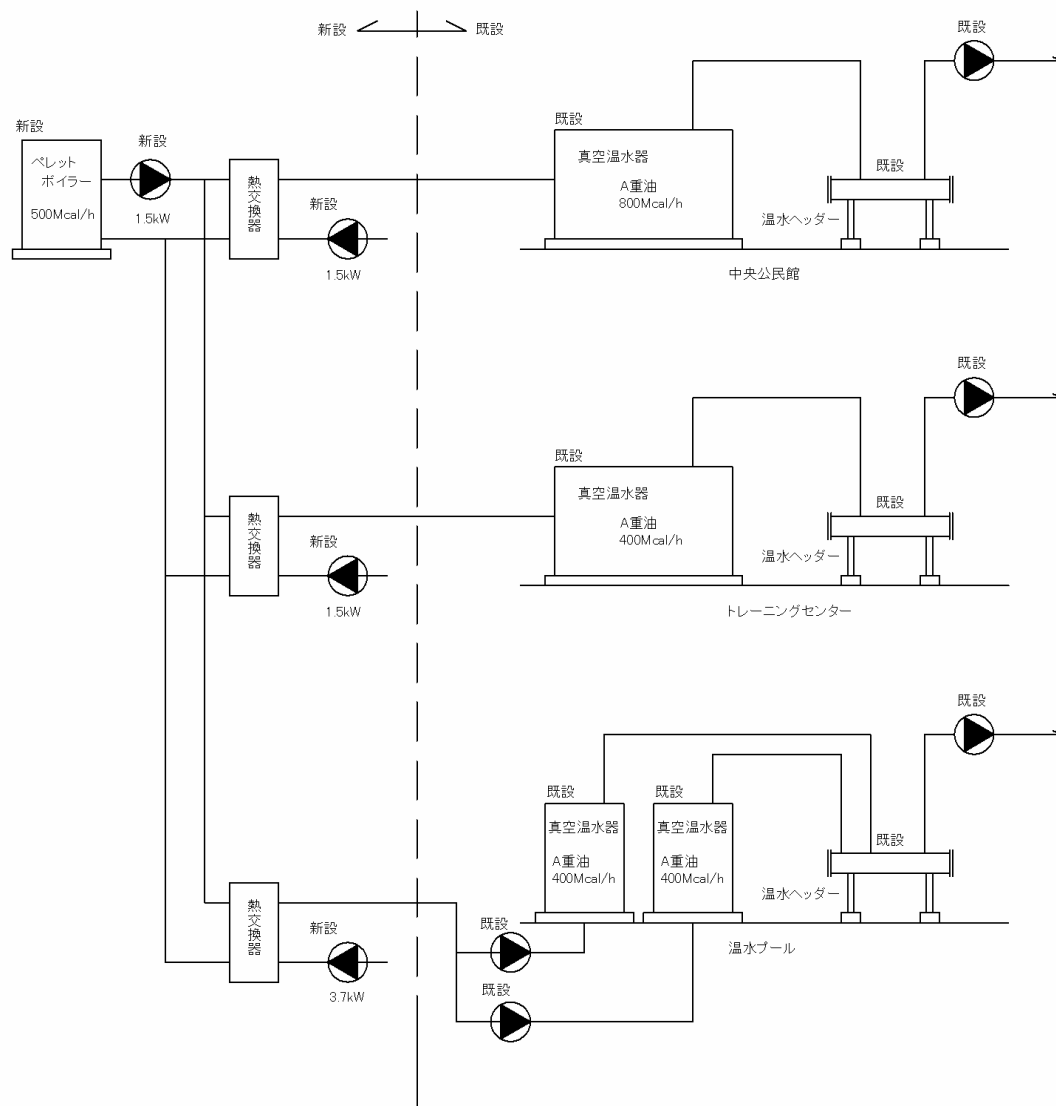 新設
既設
既設
新設
ペレット
ボイラー
500Mcal/h
新設
1.5kW
熱交換器
新設
1.5kW
既設
真空温水器
A重油
800Mcal/h
既設
温水ヘッダー
中央公民館
既設
熱交換器
新設
1.5kW
既設
真空温水器
A重油
400Mcal/h
既設
温水ヘッダー
トレーニングセンター
既設
熱交換器
新設
3.7kW
既設
真空温水器
A重油
400Mcal/h
既設
真空温水器
A重油
400Mcal/h
既設
温水ヘッダー
既設
既設
温水プール